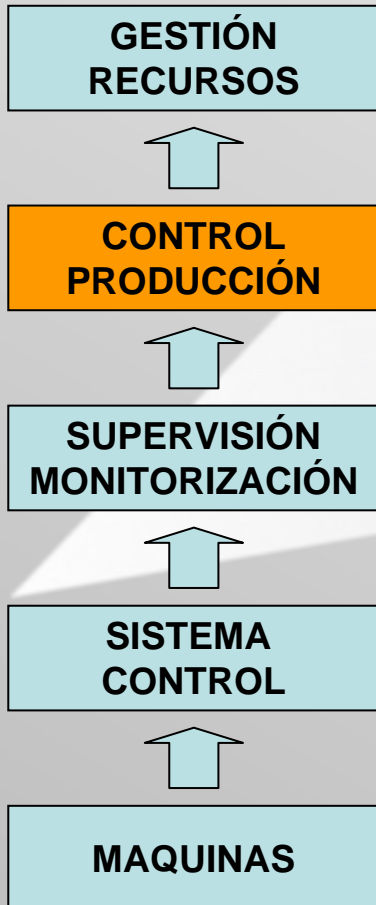 GESTIÓN
RECURSOS
CONTROL
PRODUCCIÓN
SUPERVISIÓN
MONITORIZACIÓN
SISTEMA
CONTROL
MAQUINAS